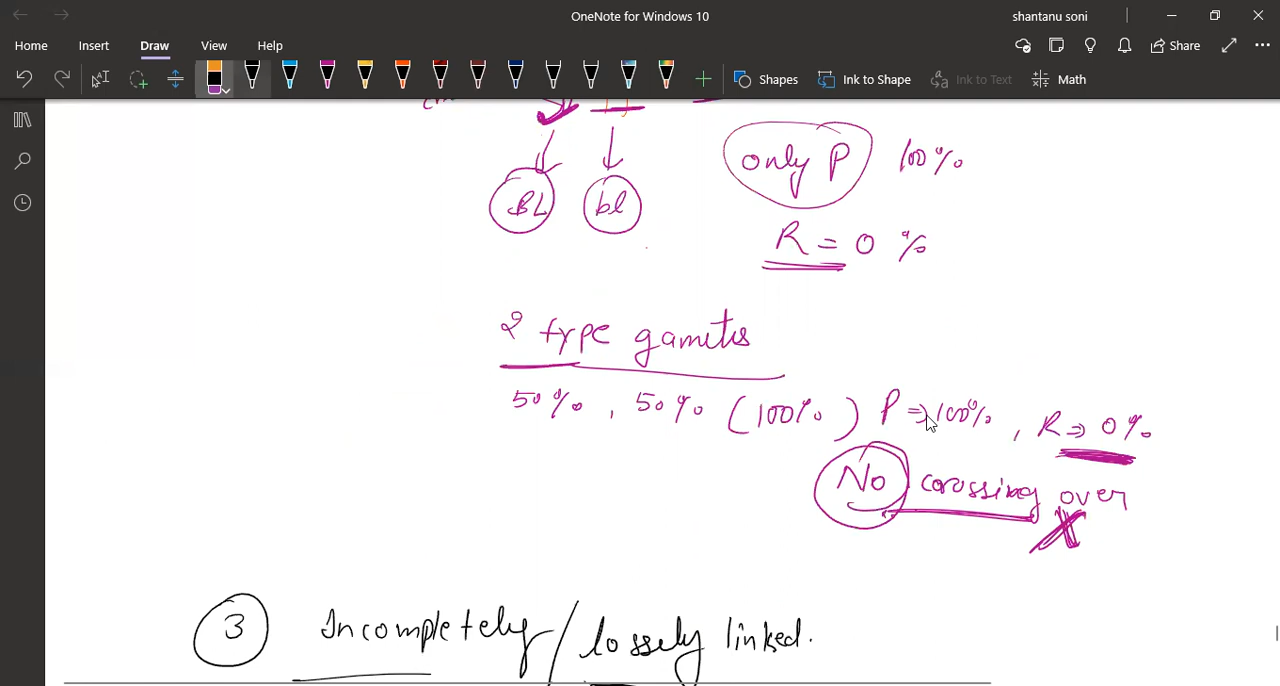 OneNote for Windows 10
shantanu soni
Home Insert Draw View Help
Share
Shapes
Ink to Shape
Ink to Text
Math
BL bl
only P 100%
R = 0 %
2 type gametes
50% , 50% (100%) P => 100% , R => 0%
No crossing over
3 Incompletely / lossely linked.